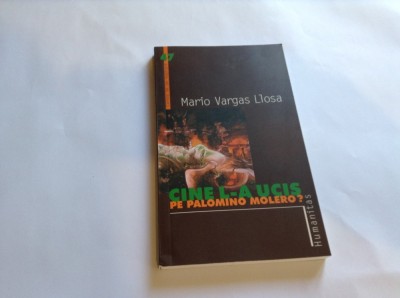 Mario Vargas Llosa
CINE L-A UCIS
PE PALOMINO MOLERO?
Humanitas